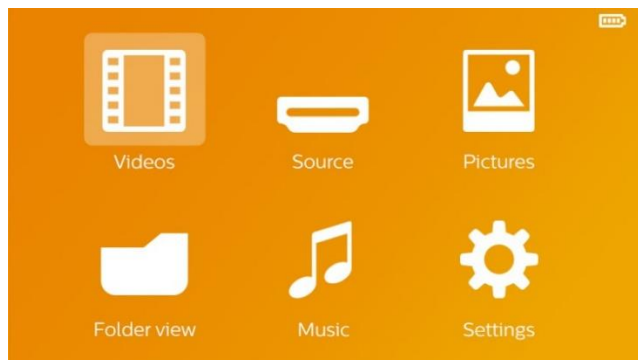 Videos
Source
Pictures
Folder view
Music
Settings